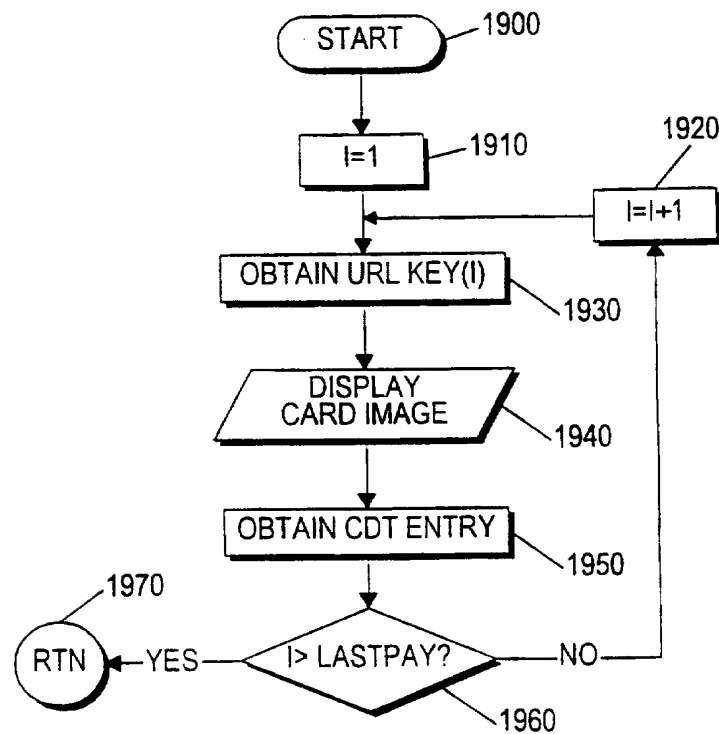 START
1900
I=1
1910
1920
I=I+1
OBTAIN URL KEY(I)
1930
DISPLAY
CARD IMAGE
1940
OBTAIN CDT ENTRY
1950
1970
RTN
YES
I> LASTPAY?
NO
1960